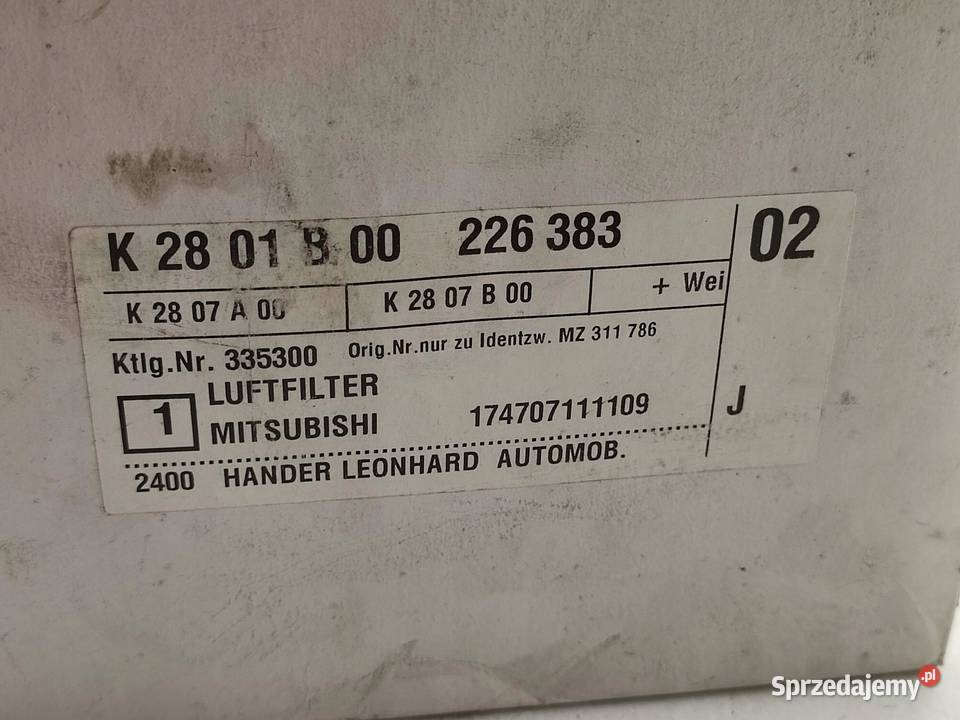 K 28 01 B 00 226 383 02
K 28 07 A 00 K 28 07 B 00 + Wei
Ktlg.Nr. 335300 Orig.Nr.nur zu Identzw. MZ 311 786
1 LUFTFILTER
MITSUBISHI 174707111109 J
2400 HANDER LEONHARD AUTOMOB.
Sprzedajemy.pl